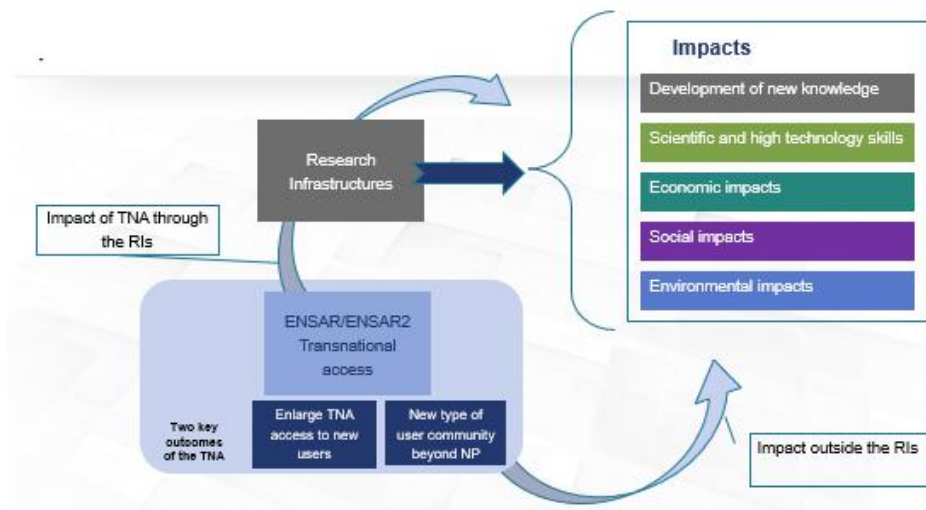 Impacts
Development of new knowledge
Scientific and high technology skills
Economic impacts
Social impacts
Environmental impacts
Research
Infrastructures
Impact of TNA through
the RIs
ENSAR/ENSAR2
Transnational
access
Two key
outcomes
of the TNA
Enlarge TNA
access to new
users
New type of
user community
beyond NP
Impact outside the RIs